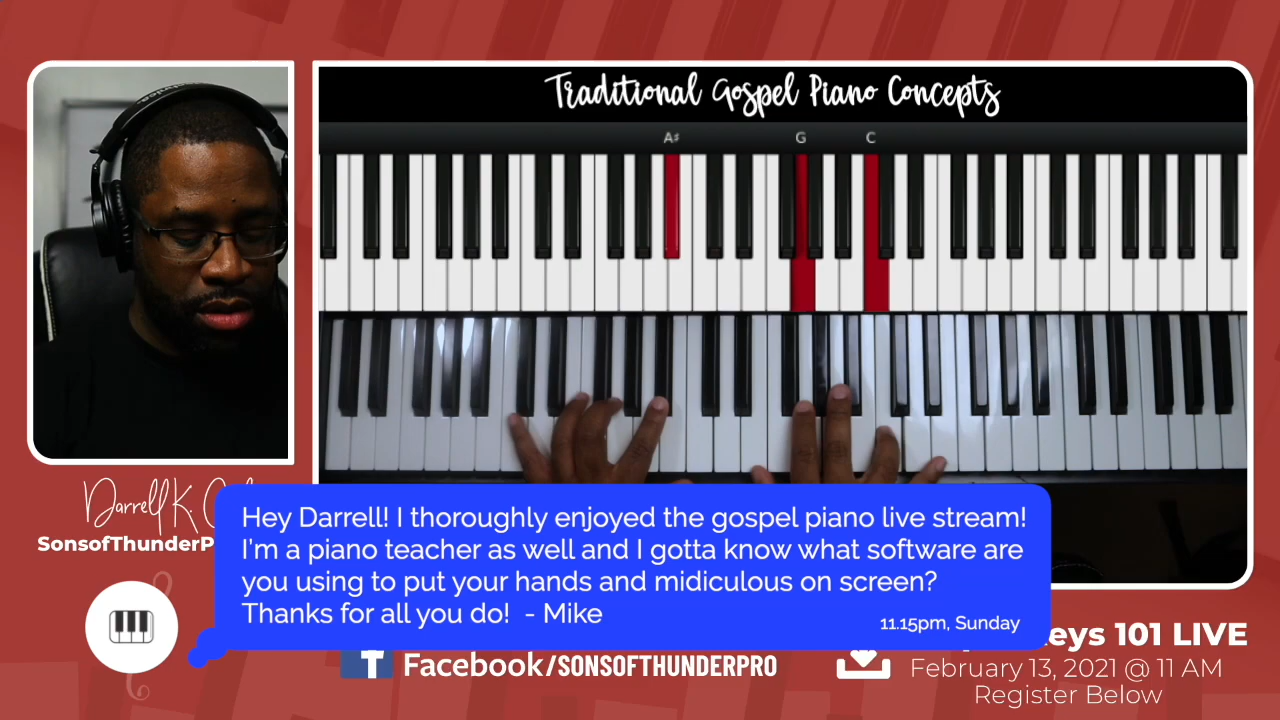 Traditional Gospel Piano Concepts
A♯ G C
Darrell K.
SonsofThunderP
Hey Darrell! I thoroughly enjoyed the gospel piano live stream!
I'm a piano teacher as well and I gotta know what software are
you using to put your hands and midiculous on screen?
Thanks for all you do! - Mike
11.15pm, Sunday
eys 101 LIVE
Facebook/SONSOFTHUNDERPRO
February 13, 2021 @ 11 AM
Register Below